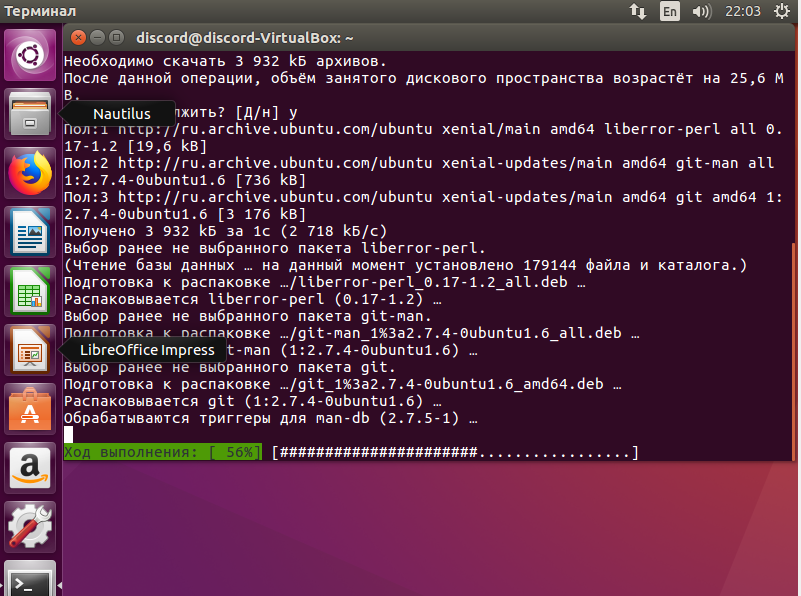 Терминал
En
22:03
discord@discord-VirtualBox: ~
Необходимо скачать 3 932 kБ архивов.
После данной операции, объём занятого дискового пространства возрастёт на 25,6 M
B.
Nautilus
лжить? [Д/н] y
Пол:1 http://ru.archive.ubuntu.com/ubuntu xenial/main amd64 liberror-perl all 0.
17-1.2 [19,6 kB]
Пол:2 http://ru.archive.ubuntu.com/ubuntu xenial-updates/main amd64 git-man all
1:2.7.4-0ubuntu1.6 [736 kB]
Пол:3 http://ru.archive.ubuntu.com/ubuntu xenial-updates/main amd64 git amd64 1:
2.7.4-0ubuntu1.6 [3 176 kB]
Получено 3 932 kБ за 1с (2 718 kБ/c)
Выбор ранее не выбранного пакета liberror-perl.
(Чтение базы данных … на данный момент установлено 179144 файла и каталога.)
Подготовка к распаковке …/liberror-perl_0.17-1.2_all.deb …
Распаковывается liberror-perl (0.17-1.2) …
Выбор ранее не выбранного пакета git-man.
Подготовка к распаковке …/git-man_1%3a2.7.4-0ubuntu1.6_all.deb …
LibreOffice Impress
t-man (1:2.7.4-0ubuntu1.6) …
Выбор ранее не выбранного пакета git.
Подготовка к распаковке …/git_1%3a2.7.4-0ubuntu1.6_amd64.deb …
Распаковывается git (1:2.7.4-0ubuntu1.6) …
Обрабатываются триггеры для man-db (2.7.5-1) …
Ход выполнения: [ 56%] [######################.................]